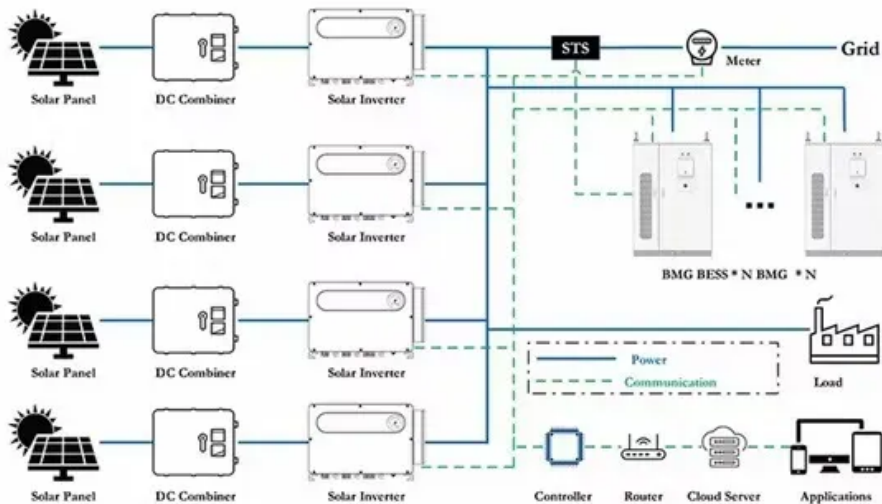 STS
Grid
Meter
Solar Panel
DC Combiner
Solar Inverter
Solar Panel
DC Combiner
Solar Inverter
BMG BESS * N BMG * N
Solar Panel
DC Combiner
Solar Inverter
Power
Communication
Load
Solar Panel
DC Combiner
Solar Inverter
Controller
Router
Cloud Server
Applications